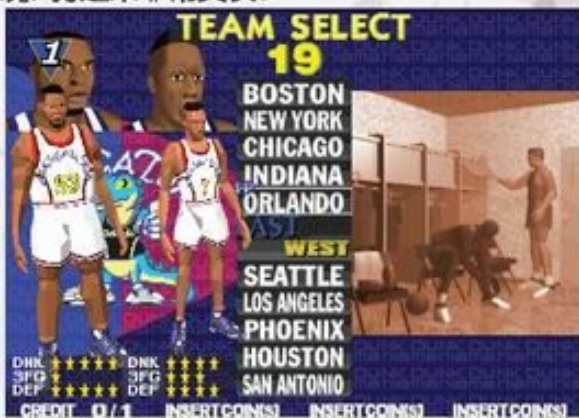 TEAM SELECT
19
1
BOSTON
NEW YORK
CHICAGO
INDIANA
ORLANDO
WEST
SEATTLE
LOS ANGELES
PHOENIX
HOUSTON
SAN ANTONIO
DNK DNK
3FG 3FG
DEF DEF
CREDIT 0/1 INSERT COIN(S) INSERT COIN(S) INSERT COIN(S)